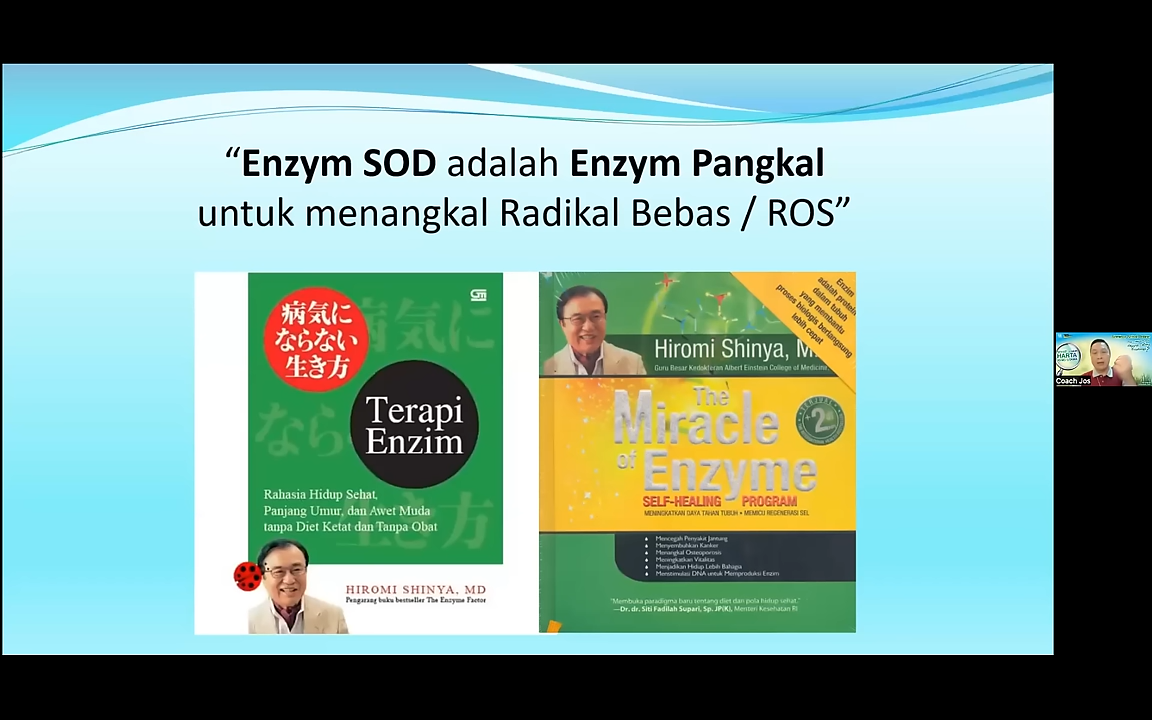 “Enzym SOD adalah Enzym Pangkal
untuk menangkal Radikal Bebas / ROS”
病気に
ならない
生き方
Terapi
Enzim
Rahasia Hidup Sehat,
Panjang Umur, dan Awet Muda
tanpa Diet Ketat dan Tanpa Obat
HIROMI SHINYA, MD
Pengarang buku bestseller The Enzyme Factor
Enzim
adalah protein
dalam tubuh
yang membantu
proses biologis berlangsung
lebih cepat
Hiromi Shinya, M
Guru Besar Kedokteran Albert Einstein College of Medicine,
The
Miracle
of Enzyme
2
SELF-HEALING PROGRAM
MENINGKATKAN DAYA TAHAN TUBUH • MEMICU REGENERASI SEL
Mencegah Penyakit Jantung
Menyembuhkan Kanker
Menangkal Osteoporosis
Meningkatkan Vitalitas
Menjadikan Hidup Lebih Bahagia
Menstimulasi DNA untuk Memproduksi Enzim
"Membuka paradigma baru tentang diet dan pola hidup sehat."
—Dr. dr. Siti Fadilah Supari, Sp. JP(K), Menteri Kesehatan RI
HARTA
Coach Jos